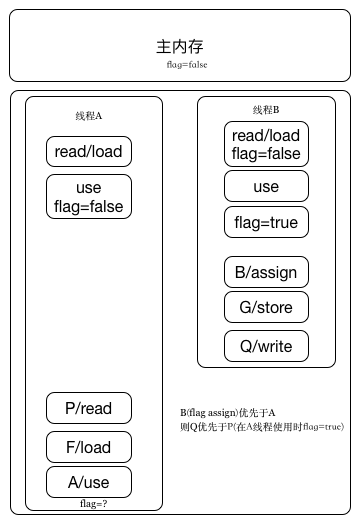 主内存
flag=false
线程A
read/load
use
flag=false
P/read
F/load
A/use
flag=?
线程B
read/load
flag=false
use
flag=true
B/assign
G/store
Q/write
B(flag assign)优先于A
则Q优先于P(在A线程使用时flag=true)